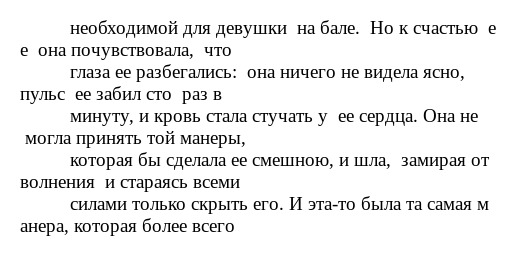 необходимой для девушки  на бале.  Но к счастью  е
е  она почувствовала,  что
глаза ее разбегались:  она ничего не видела ясно,
пульс  ее забил сто  раз в
минуту, и кровь стала стучать у  ее сердца. Она не
 могла принять той манеры,
которая бы сделала ее смешною, и шла,  замирая от
волнения  и стараясь всеми
силами только скрыть его. И эта-то была та самая м
анера, которая более всего